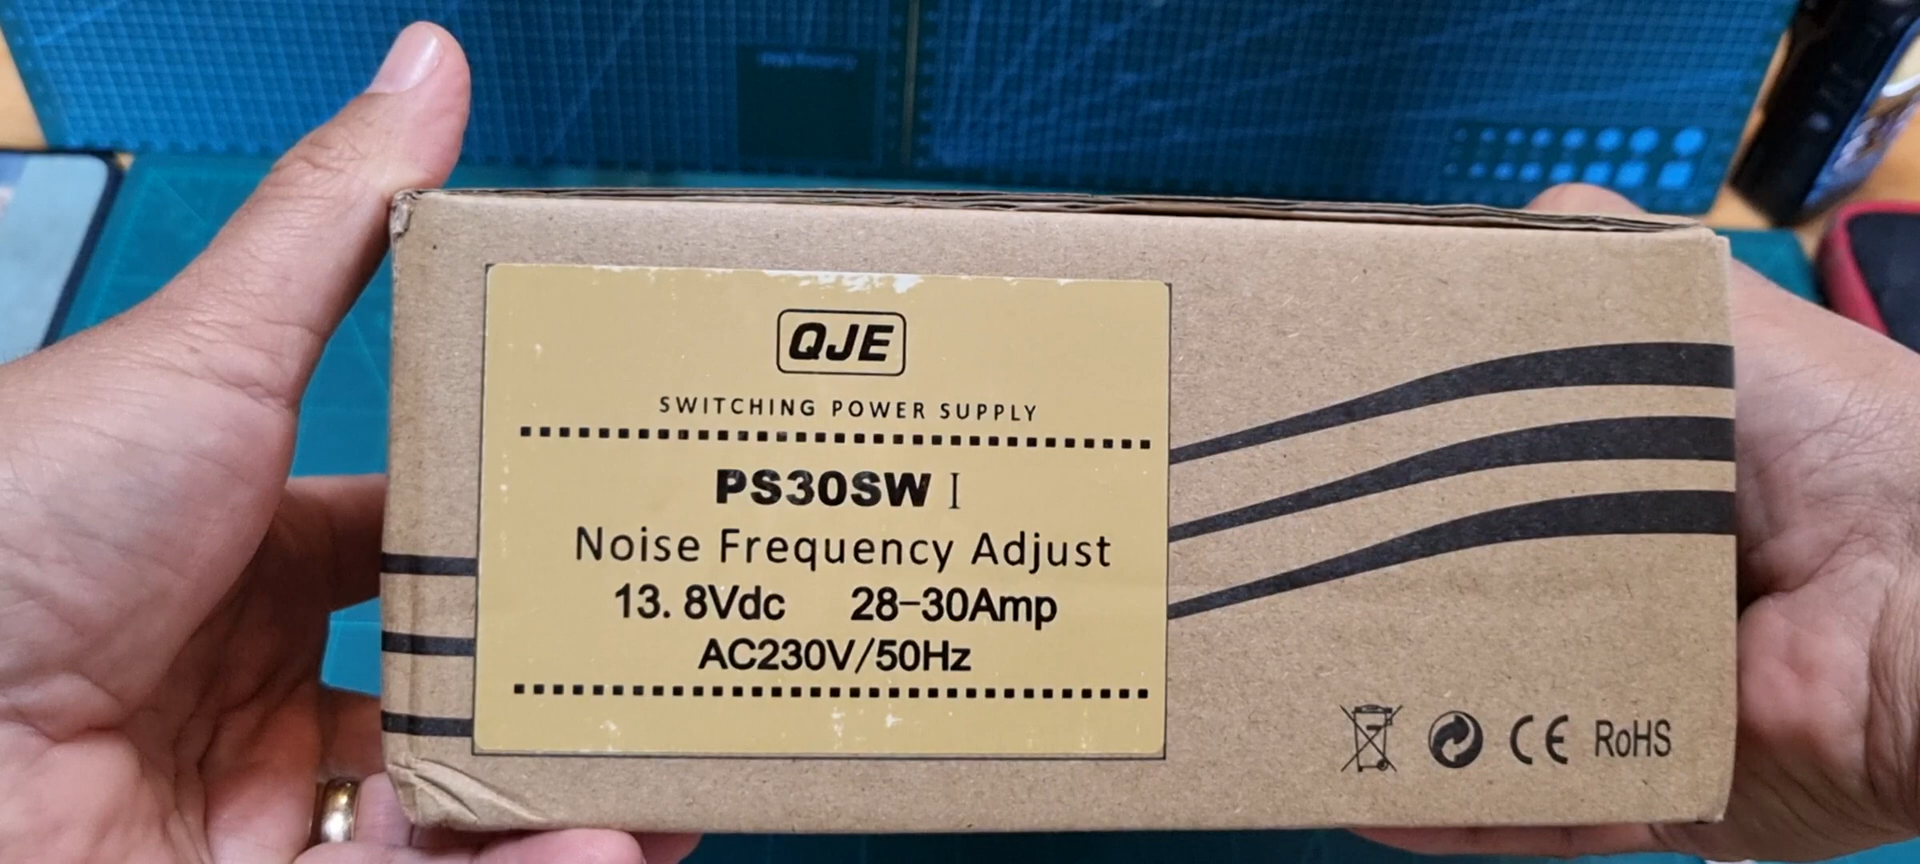 QJE
SWITCHING POWER SUPPLY
PS30SW I
Noise Frequency Adjust
13.8Vdc 28-30Amp
AC230V/50Hz
CE RoHS